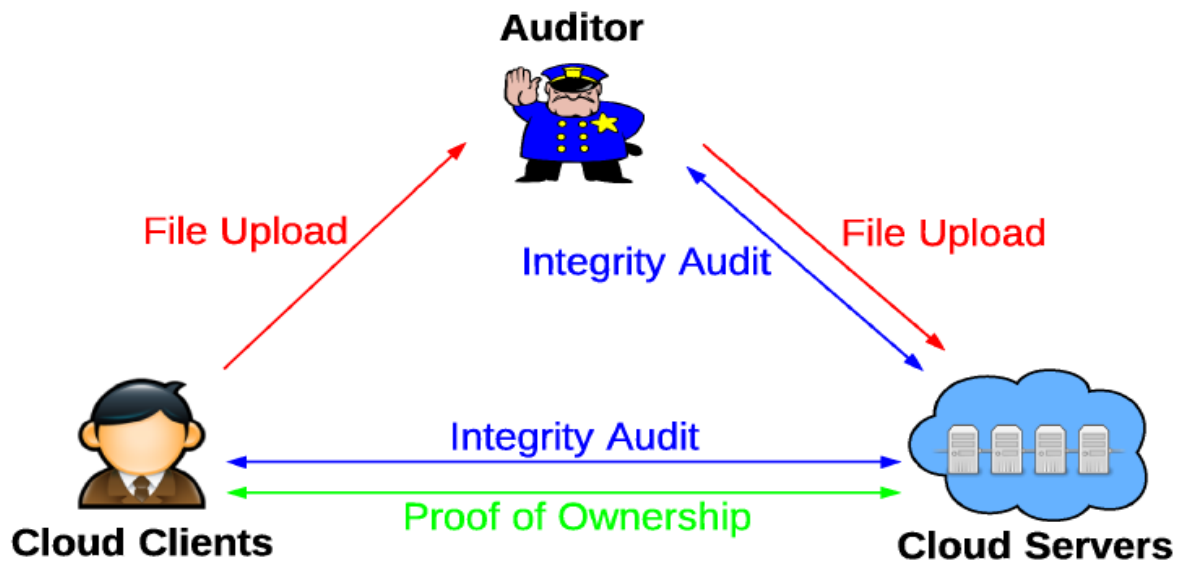 Auditor
File Upload
File Upload
Integrity Audit
Integrity Audit
Proof of Ownership
Cloud Clients
Cloud Servers